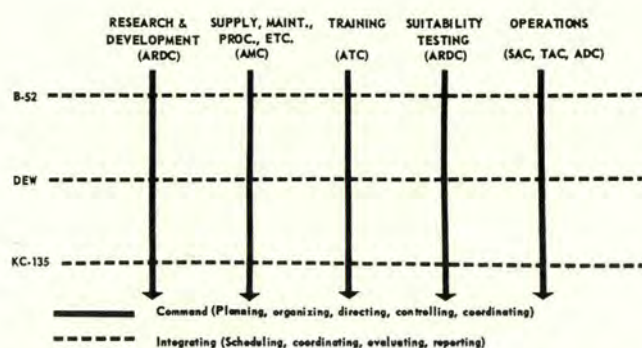 RESEARCH & DEVELOPMENT (ARDC)
SUPPLY, MAINT., PROC., ETC. (AMC)
TRAINING (ATC)
SUITABILITY TESTING (ARDC)
OPERATIONS (SAC, TAC, ADC)
B-52
DEW
KC-135
Command (Planning, organizing, directing, controlling, coordinating)
Integrating (Scheduling, coordinating, evaluating, reporting)